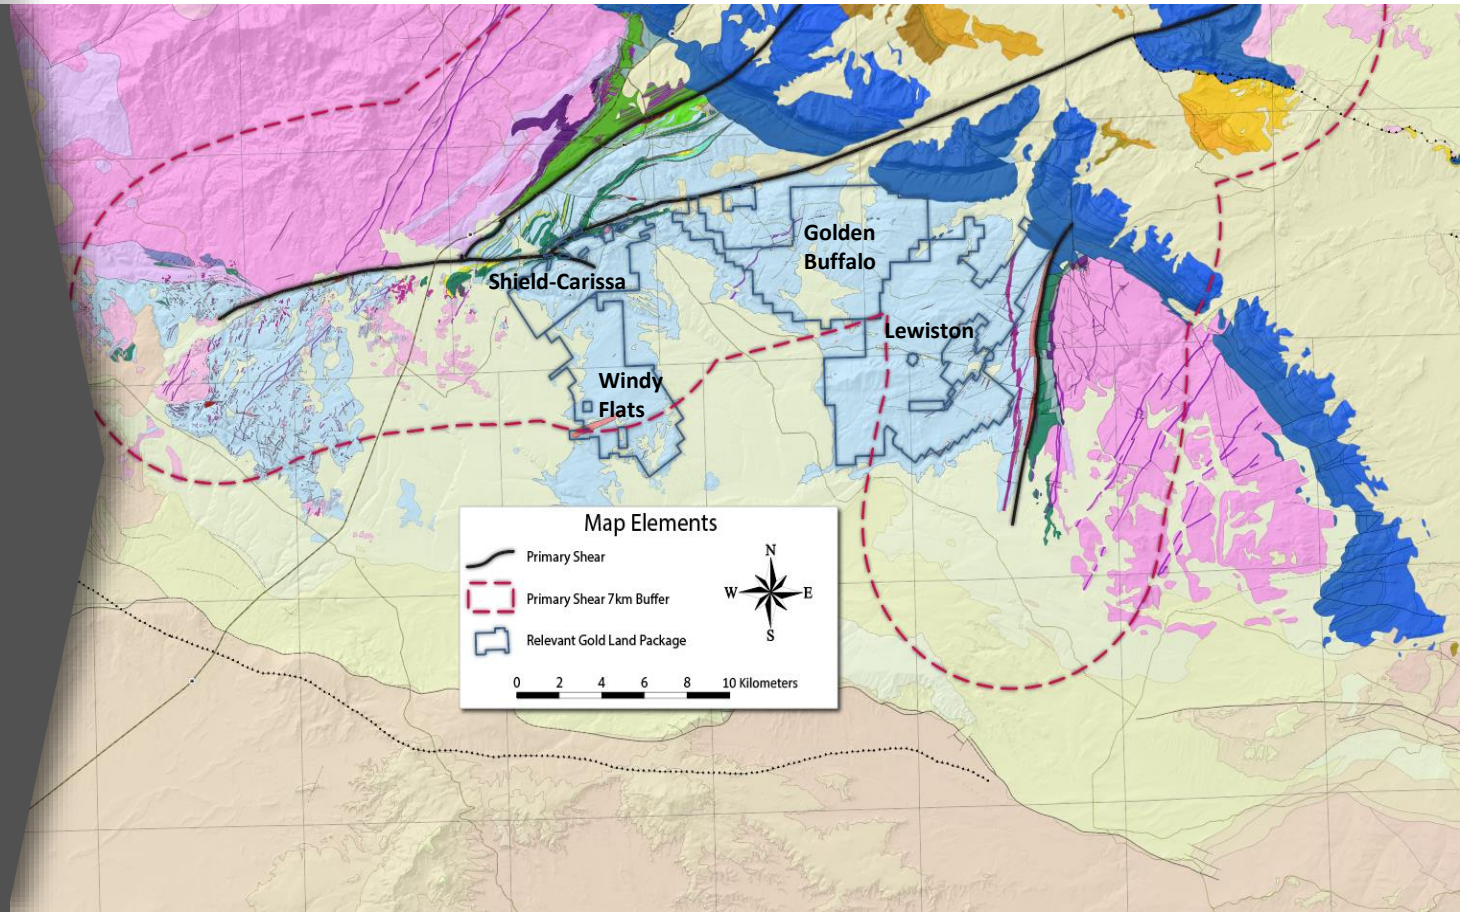 Golden
Buffalo
Shield-Carissa
Lewiston
Windy
Flats
Map Elements
Primary Shear
Primary Shear 7km Buffer
Relevant Gold Land Package
N
W E
S
0 2 4 6 8 10 Kilometers